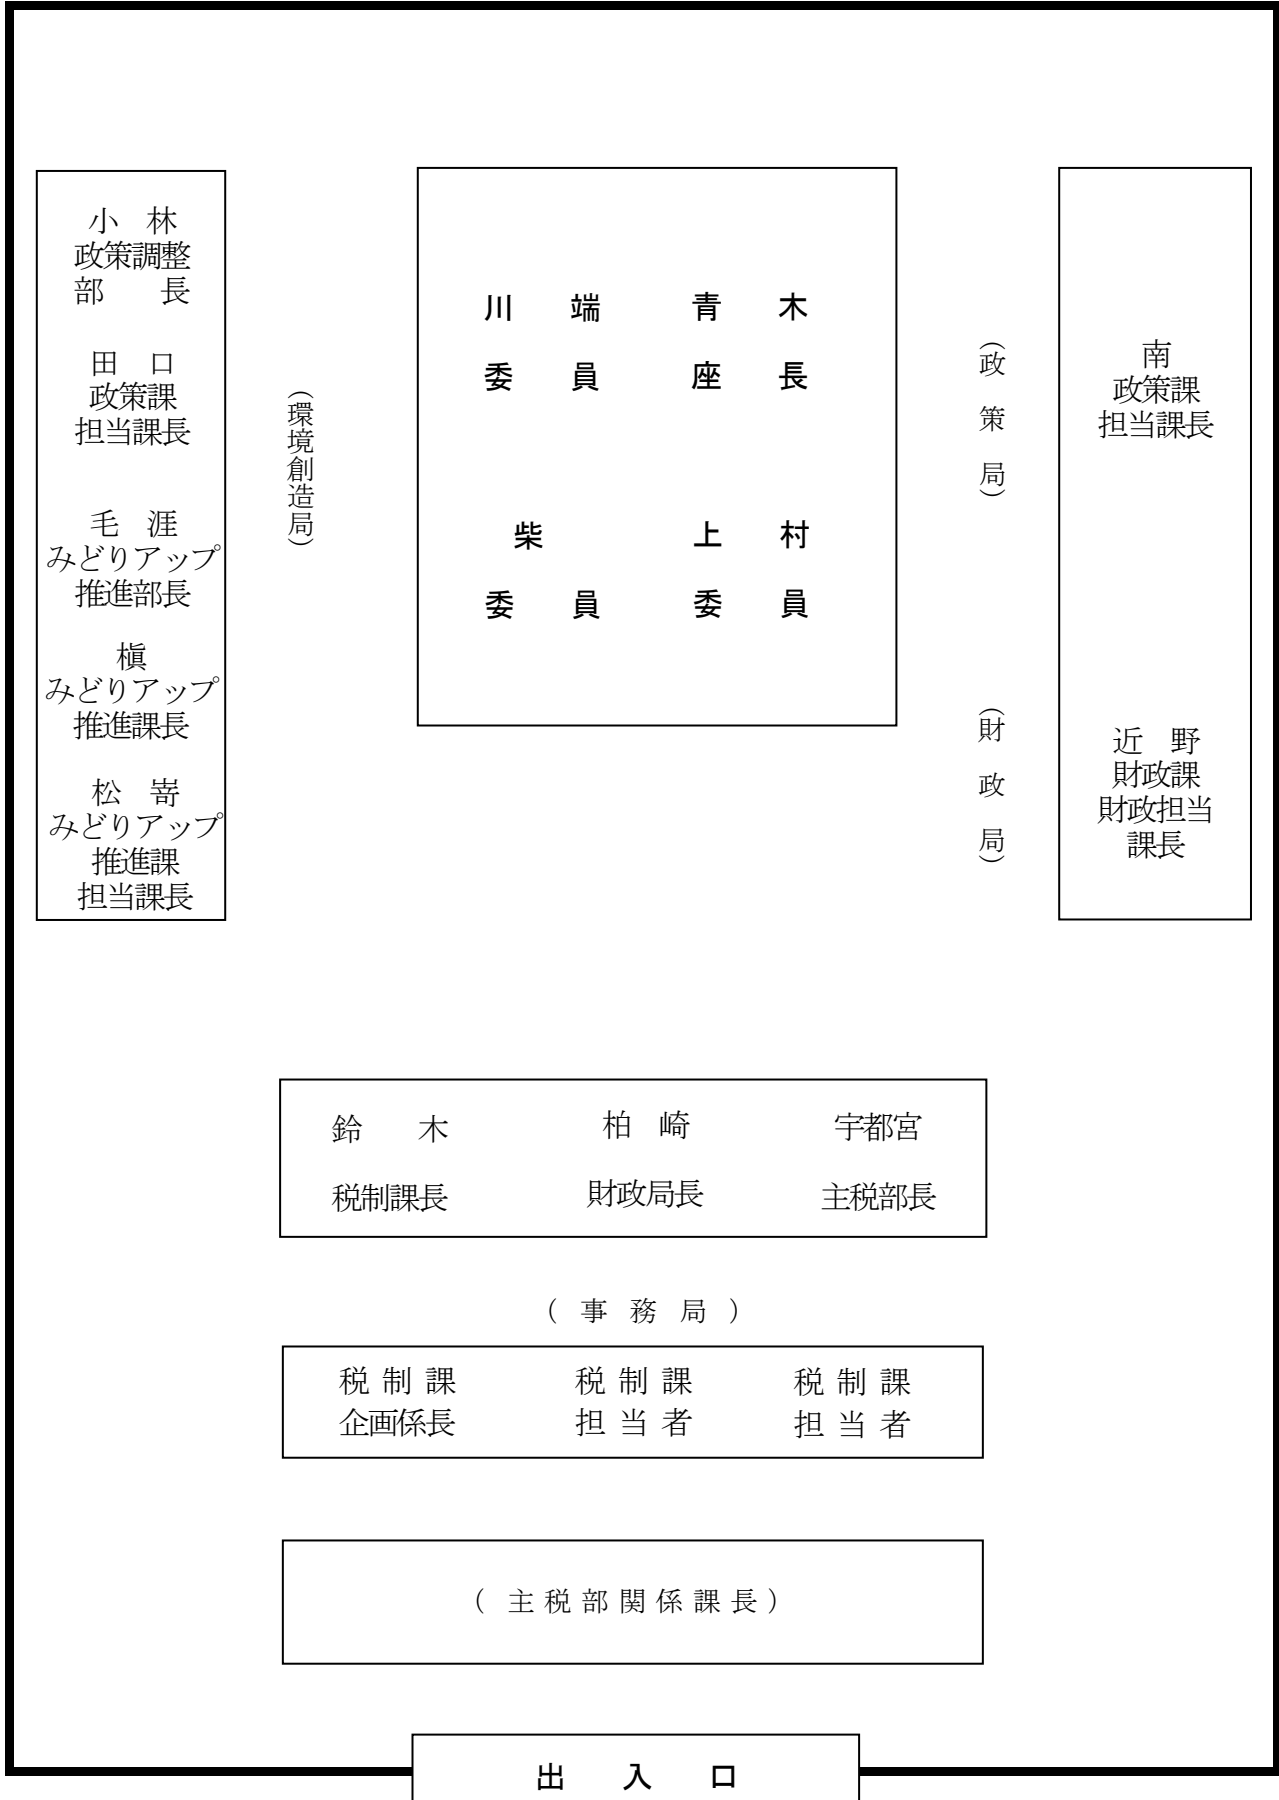 小　林
政策調整
部　　長
田　口
政策課
担当課長
毛　涯
みどりアップ
推進部長
槇
みどりアップ
推進課長
松　嵜
みどりアップ
推進課
担当課長
（環境創造局）
川　端　　青　木
委　員　　座　長
柴　　上　村
委　員　　委　員
（政　策　局）
（財　政　局）
南
政策課
担当課長
近　野
財政課
財政担当
課長
鈴　　木　　柏　崎　　宇都宮
税制課長　　財政局長　　主税部長
（ 事 務 局 ）
税 制 課　　税 制 課　　税 制 課
企画係長　　担 当 者　　担 当 者
（ 主 税 部 関 係 課 長 ）
出　入　口